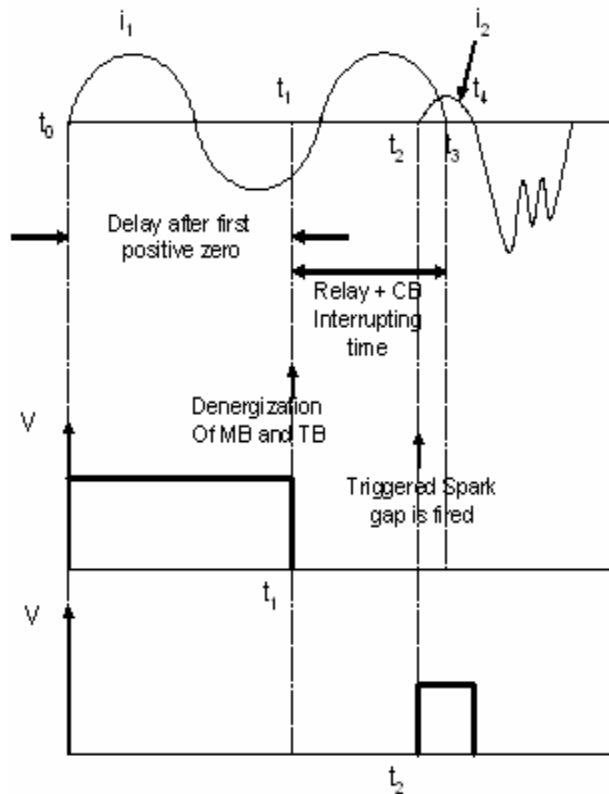 i1
i2
t1
t4
t0
t2
t3
Delay after first
positive zero
Relay + CB
Interrupting
time
Denergization
Of MB and TB
V
Triggered Spark
gap is fired
t1
V
t2